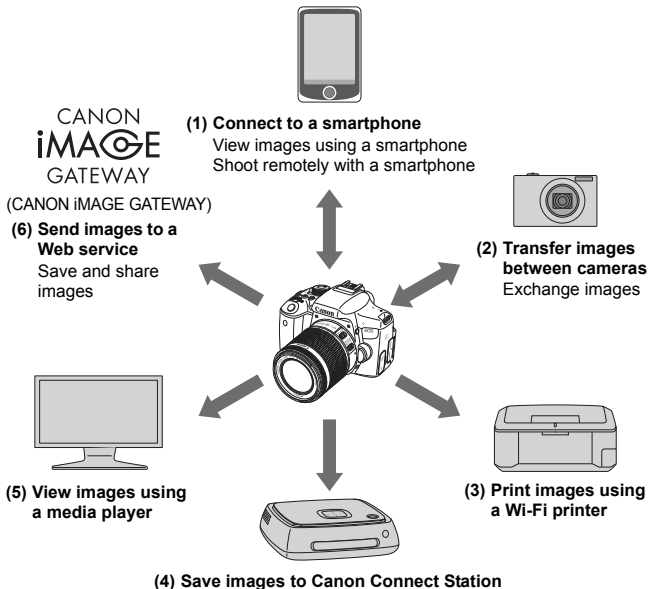 (1) Connect to a smartphone
View images using a smartphone
Shoot remotely with a smartphone
CANON
iMAGE
GATEWAY
(CANON iMAGE GATEWAY)
(6) Send images to a
Web service
Save and share
images
(2) Transfer images
between cameras
Exchange images
Canon
EOS
(5) View images using
a media player
(3) Print images using
a Wi-Fi printer
(4) Save images to Canon Connect Station